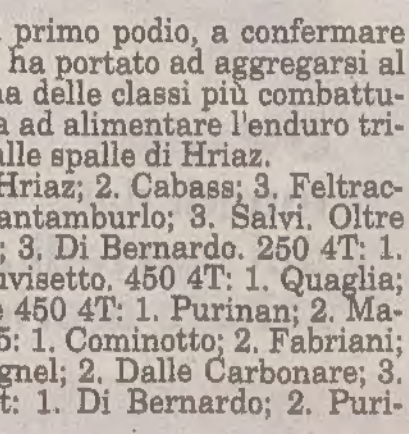 primo podio, a confermare
ha portato ad aggregarsi al
na delle classi più combattu-
a ad alimentare l'enduro tri-
alle spalle di Hriaz.
Hriaz; 2. Cabass; 3. Feltrac-
antamburlo; 3. Salvi. Oltre
; 3. Di Bernardo. 250 4T: 1.
avisetto. 450 4T: 1. Quaglia;
e 450 4T: 1. Purinan; 2. Ma-
5: 1. Cominotto; 2. Fabriani;
gnel; 2. Dalle Carbonare; 3.
t: 1. Di Bernardo; 2. Puri-